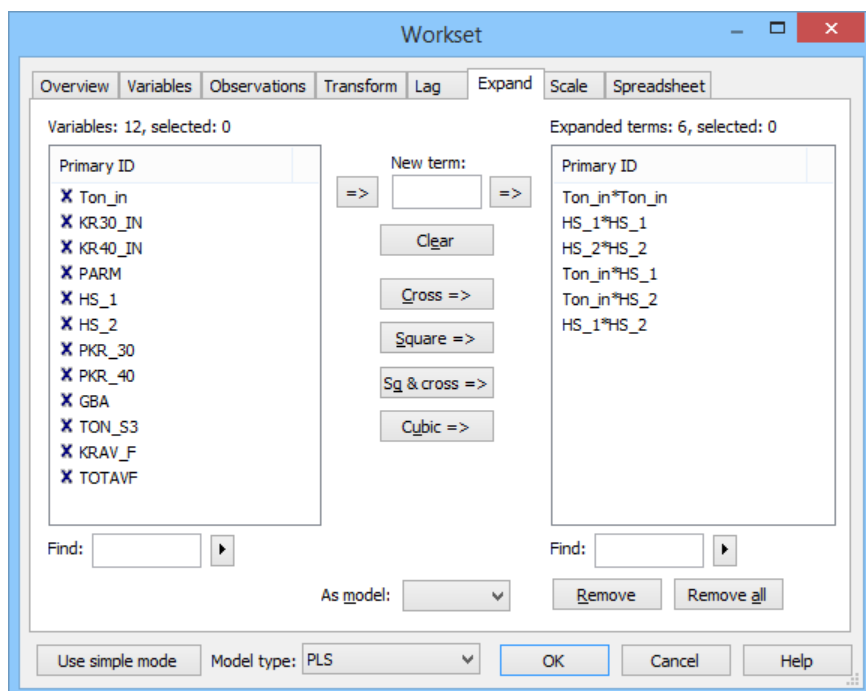 Workset
Overview Variables Observations Transform Lag Expand Scale Spreadsheet
Variables: 12, selected: 0
Primary ID
Ton_in
KR30_IN
KR40_IN
PARM
HS_1
HS_2
PKR_30
PKR_40
GBA
TON_S3
KRAV_F
TOTAVF
Find:
New term:
=> =>
Clear
Cross =>
Square =>
Sq & cross =>
Cubic =>
As model:
Expanded terms: 6, selected: 0
Primary ID
Ton_in*Ton_in
HS_1*HS_1
HS_2*HS_2
Ton_in*HS_1
Ton_in*HS_2
HS_1*HS_2
Find:
Remove Remove all
Use simple mode Model type: PLS OK Cancel Help